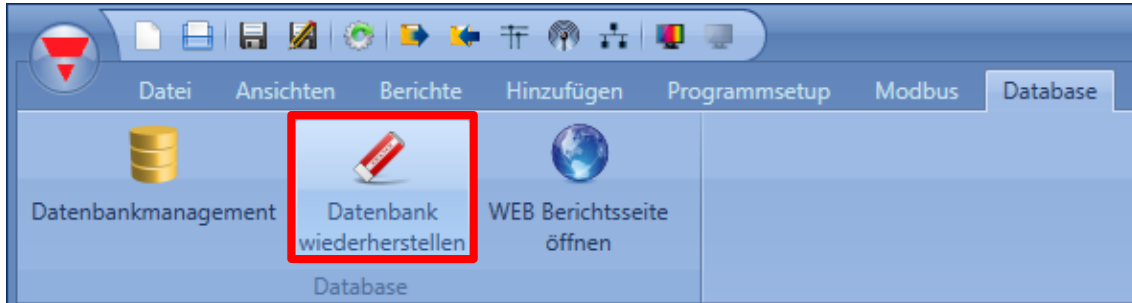 Datei Ansichten Berichte Hinzufügen Programmsetup Modbus Database
Datenbankmanagement
Datenbank
wiederherstellen
WEB Berichtsseite
öffnen
Database